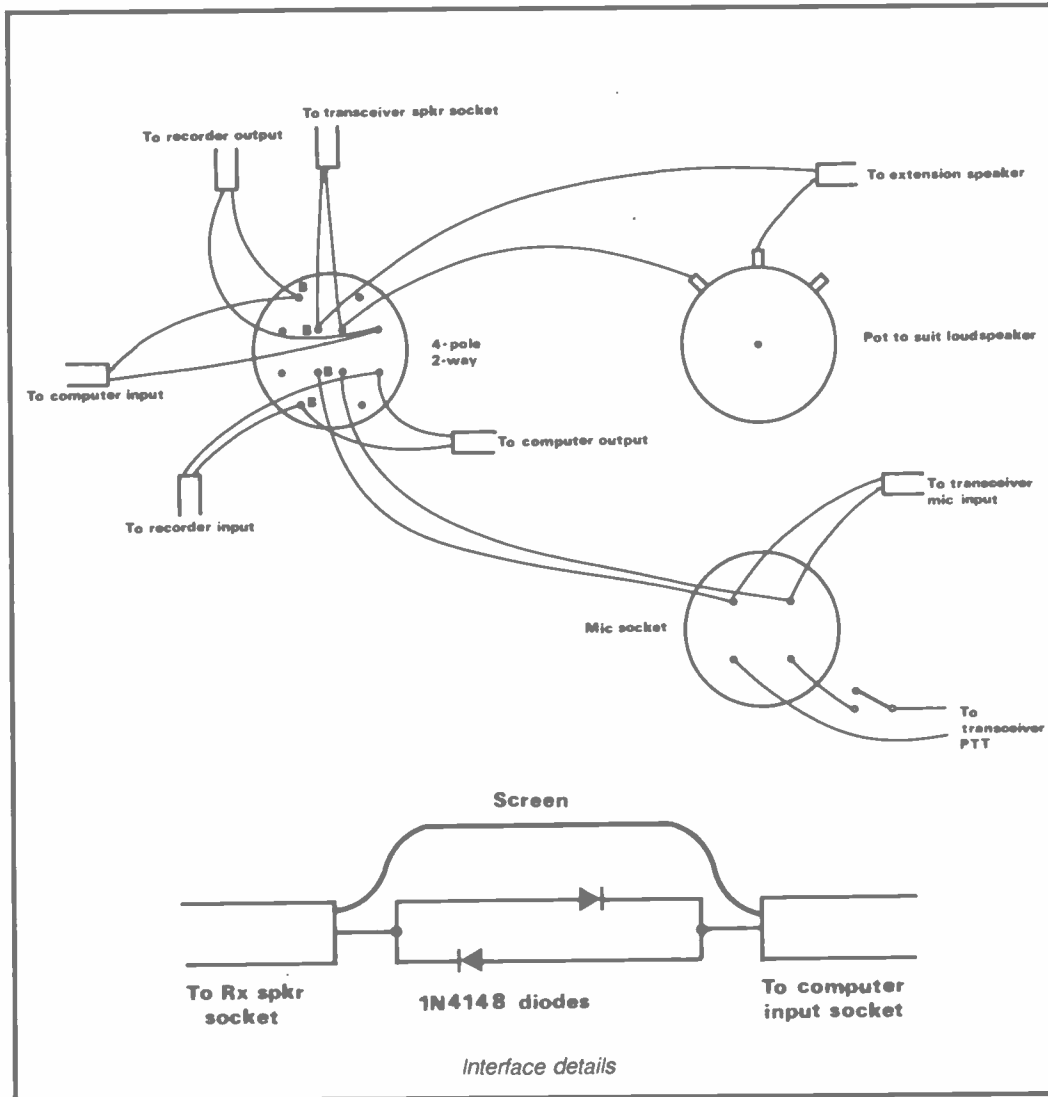 To transceiver spkr socket
To recorder output
To extension speaker
B
B
4-pole
2-way
Pot to suit loudspeaker
B
To computer input
B
To computer output
To transceiver
mic input
To recorder input
Mic socket
To
transceiver
PTT
Screen
To Rx spkr
socket
1N4148 diodes
To computer
input socket
Interface details